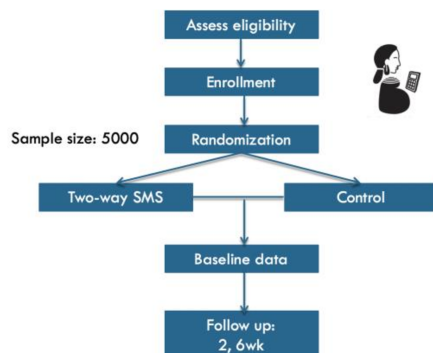 Assess eligibility
Enrollment
Sample size: 5000
Randomization
Two-way SMS
Control
Baseline data
Follow up:
2, 6wk